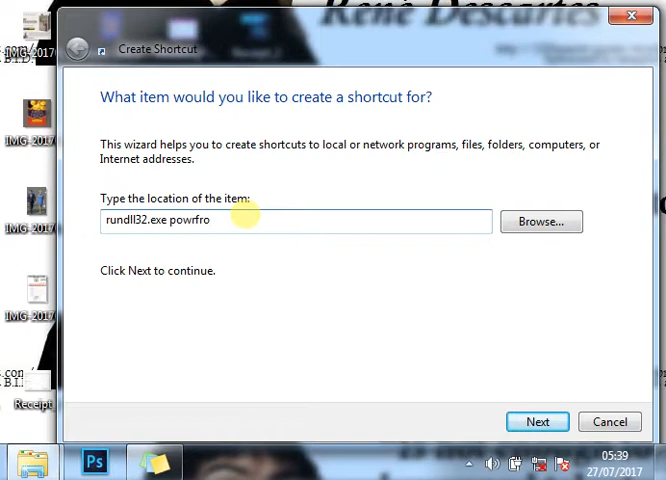 René Descartes
Create Shortcut
IMG-2017
What item would you like to create a shortcut for?
This wizard helps you to create shortcuts to local or network programs, files, folders, computers, or
Internet addresses.
IMG-2017
Type the location of the item:
rundll32.exe powrfro
Browse...
IMG-2017
Click Next to continue.
IMG-2017
Receipt
Next
Cancel
Ps
05:39
27/07/2017